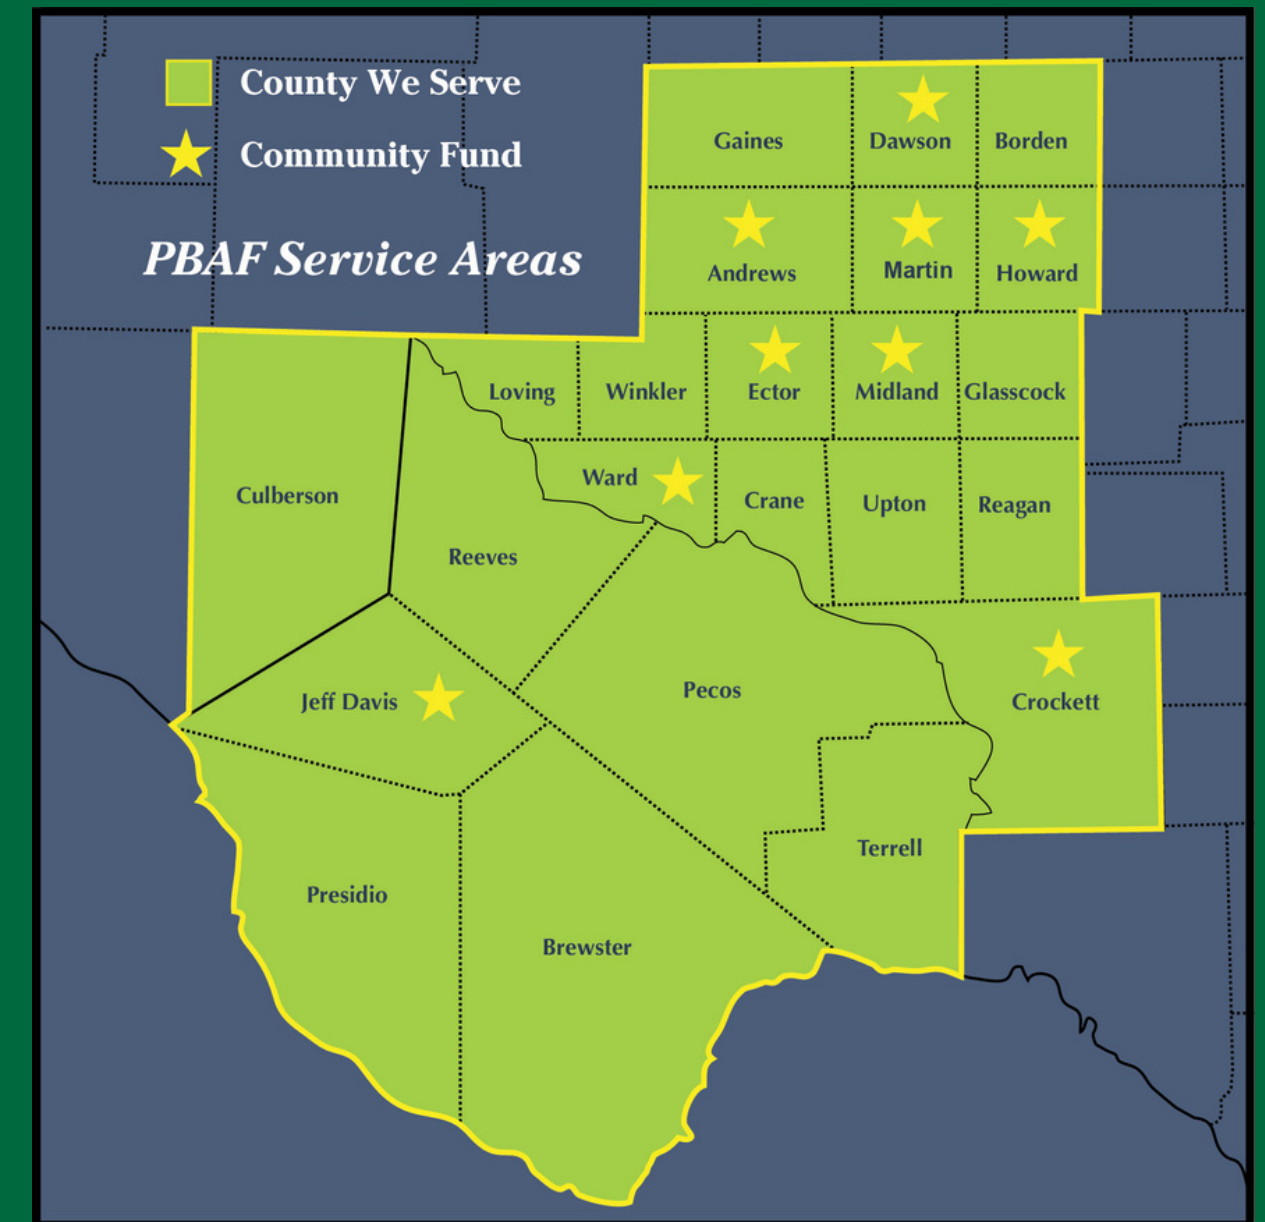 County We Serve
Community Fund
PBAF Service Areas
Gaines
Dawson
Borden
Andrews
Martin
Howard
Loving
Winkler
Ector
Midland
Glasscock
Culberson
Ward
Crane
Upton
Reagan
Reeves
Jeff Davis
Pecos
Crockett
Terrell
Presidio
Brewster